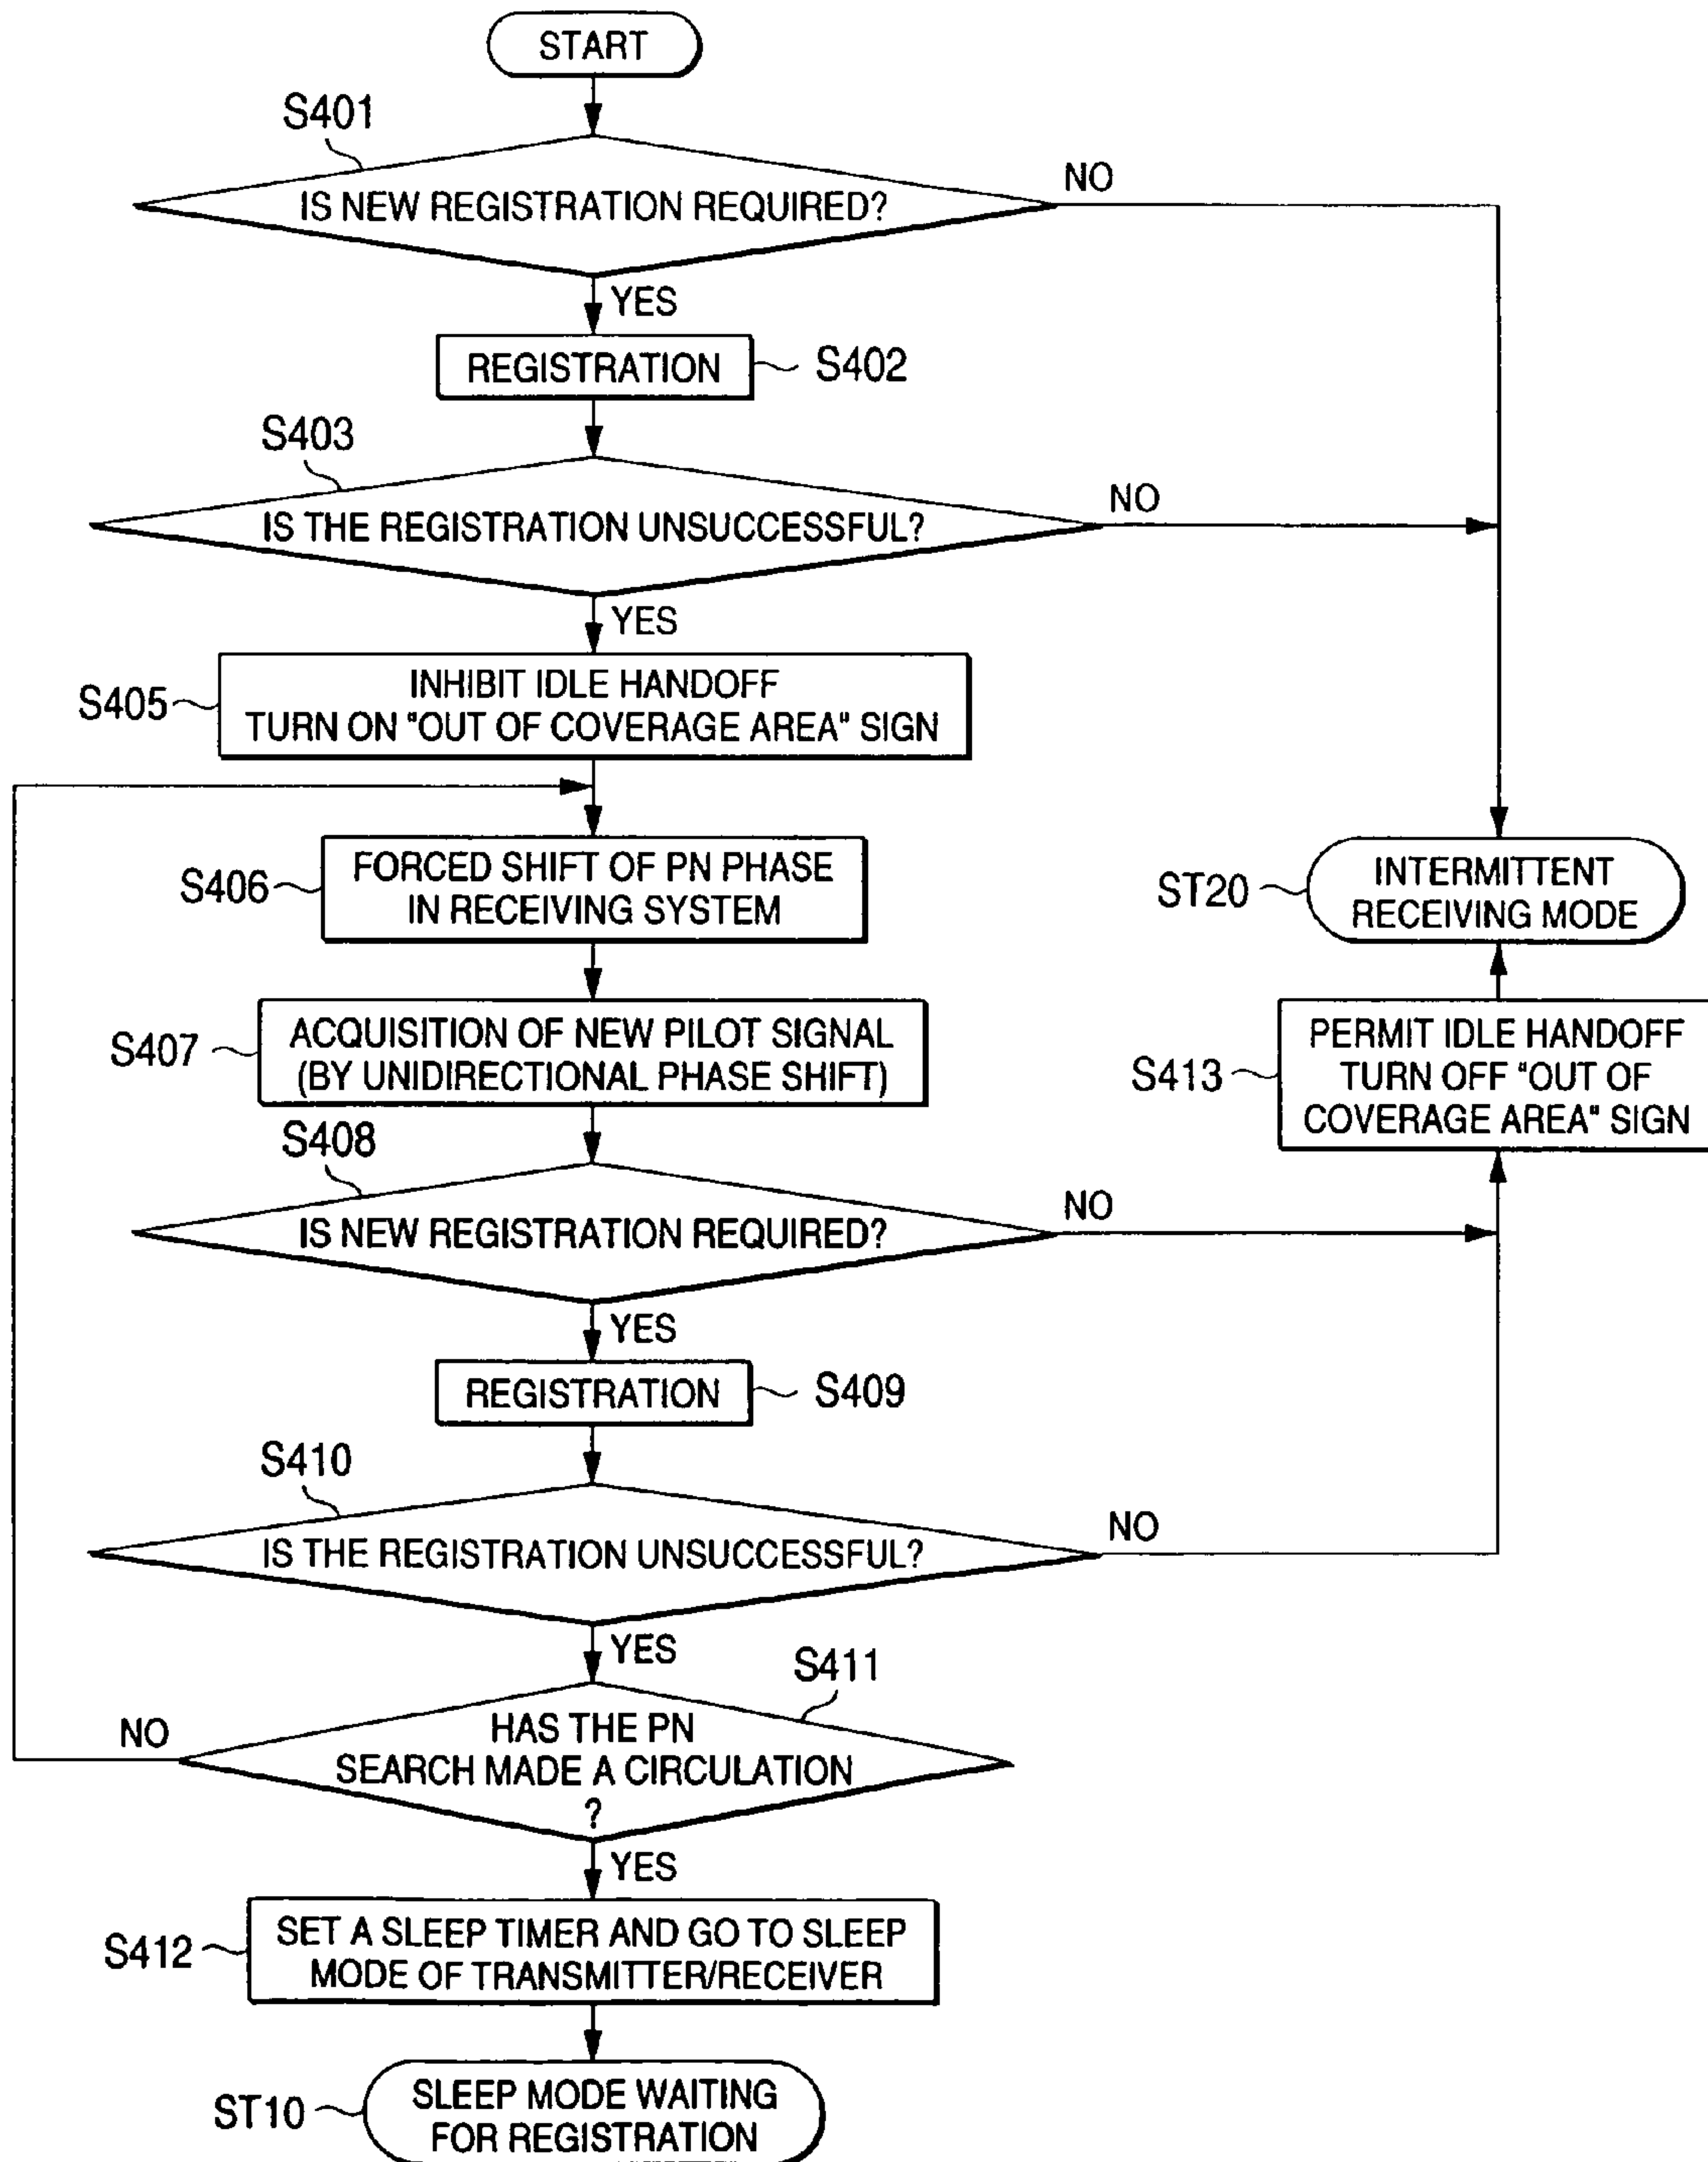 START
S401
IS NEW REGISTRATION REQUIRED?
NO
YES
REGISTRATION
S402
S403
IS THE REGISTRATION UNSUCCESSFUL?
NO
YES
S405
INHIBIT IDLE HANDOFF
TURN ON "OUT OF COVERAGE AREA" SIGN
S406
FORCED SHIFT OF PN PHASE
IN RECEIVING SYSTEM
ST20
INTERMITTENT
RECEIVING MODE
S407
ACQUISITION OF NEW PILOT SIGNAL
(BY UNIDIRECTIONAL PHASE SHIFT)
S413
PERMIT IDLE HANDOFF
TURN OFF "OUT OF
COVERAGE AREA" SIGN
S408
IS NEW REGISTRATION REQUIRED?
NO
YES
REGISTRATION
S409
S410
IS THE REGISTRATION UNSUCCESSFUL?
NO
YES
S411
NO
HAS THE PN
SEARCH MADE A CIRCULATION
?
YES
S412
SET A SLEEP TIMER AND GO TO SLEEP
MODE OF TRANSMITTER/RECEIVER
ST10
SLEEP MODE WAITING
FOR REGISTRATION